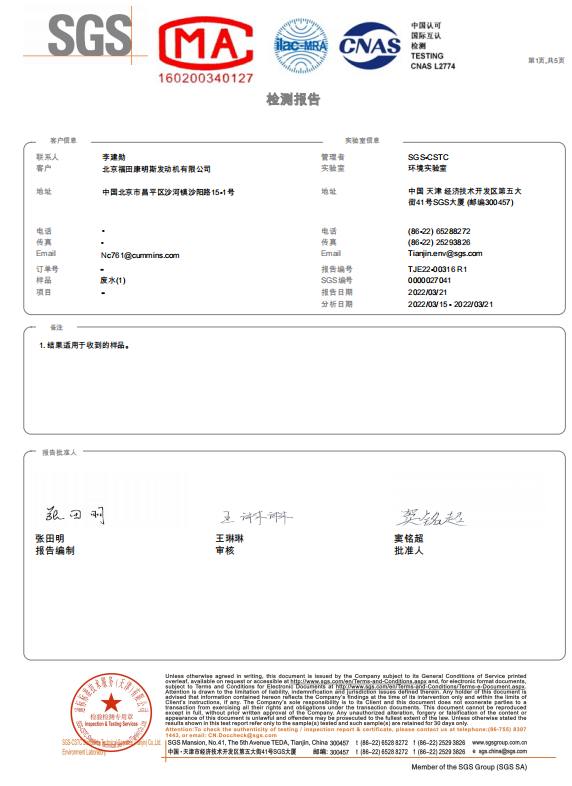 SGS
MA
160200340127
ilac-MRA
CNAS
中国认可
国际互认
检测
TESTING
CNAS L2774
第1页,共5页
检测报告
客户信息
联系人 李建勋
客户 北京福田康明斯发动机有限公司
地址 中国北京市昌平区沙河镇沙阳路15-1号
电话 -
传真 -
Email Nc761@cummins.com
订单号 -
样品 废水(1)
项目 -
实验室信息
管理者 SGS-CSTC
实验室 环境实验室
地址 中国 天津 经济技术开发区第五大
街41号SGS大厦 (邮编300457)
电话 (86-22) 65288272
传真 (86-22) 25293826
Email Tianjin.env@sgs.com
报告编号 TJE22-00316 R1
SGS编号 0000027041
报告日期 2022/03/21
分析日期 2022/03/15 - 2022/03/21
备注
1. 结果适用于收到的样品。
报告批准人
张田明
王琳琳
窦铭超
张田明 王琳琳 窦铭超
报告编制 审核 批准人
检验检测专用章
Inspection & Testing Services
Environment Laboratory
Unless otherwise agreed in writing, this document is issued by the Company subject to its General Conditions of Service printed
overleaf, available on request or accessible at http://www.sgs.com/en/Terms-and-Conditions.aspx and, for electronic format documents,
subject to Terms and Conditions for Electronic Documents at http://www.sgs.com/en/Terms-and-Conditions/Terms-e-Document.aspx.
Attention is drawn to the limitation of liability, indemnification and jurisdiction issues defined therein. Any holder of this document is
advised that information contained hereon reflects the Company's findings at the time of its intervention only and within the limits of
Client's instructions, if any. The Company's sole responsibility is to its Client and this document does not exonerate parties to a
transaction from exercising all their rights and obligations under the transaction documents. This document cannot be reproduced
except in full, without prior written approval of the Company. Any unauthorized alteration, forgery or falsification of the content or
appearance of this document is unlawful and offenders may be prosecuted to the fullest extent of the law. Unless otherwise stated the
results shown in this test report refer only to the sample(s) tested and such sample(s) are retained for 30 days only.
Attention:To check the authenticity of testing / inspection report & certificate, please contact us at telephone:(86-755) 8307
1443, or email: CN.Doccheck@sgs.com
SGS Mansion, No.41, The 5th Avenue TEDA, Tianjin, China 300457 t (86–22) 6528 8272 f (86–22) 2529 3826 www.sgsgroup.com.cn
中国·天津市经济技术开发区第五大街41号SGS大厦 邮编: 300457 t (86–22) 6528 8272 f (86–22) 2529 3826 e sgs.china@sgs.com
Member of the SGS Group (SGS SA)